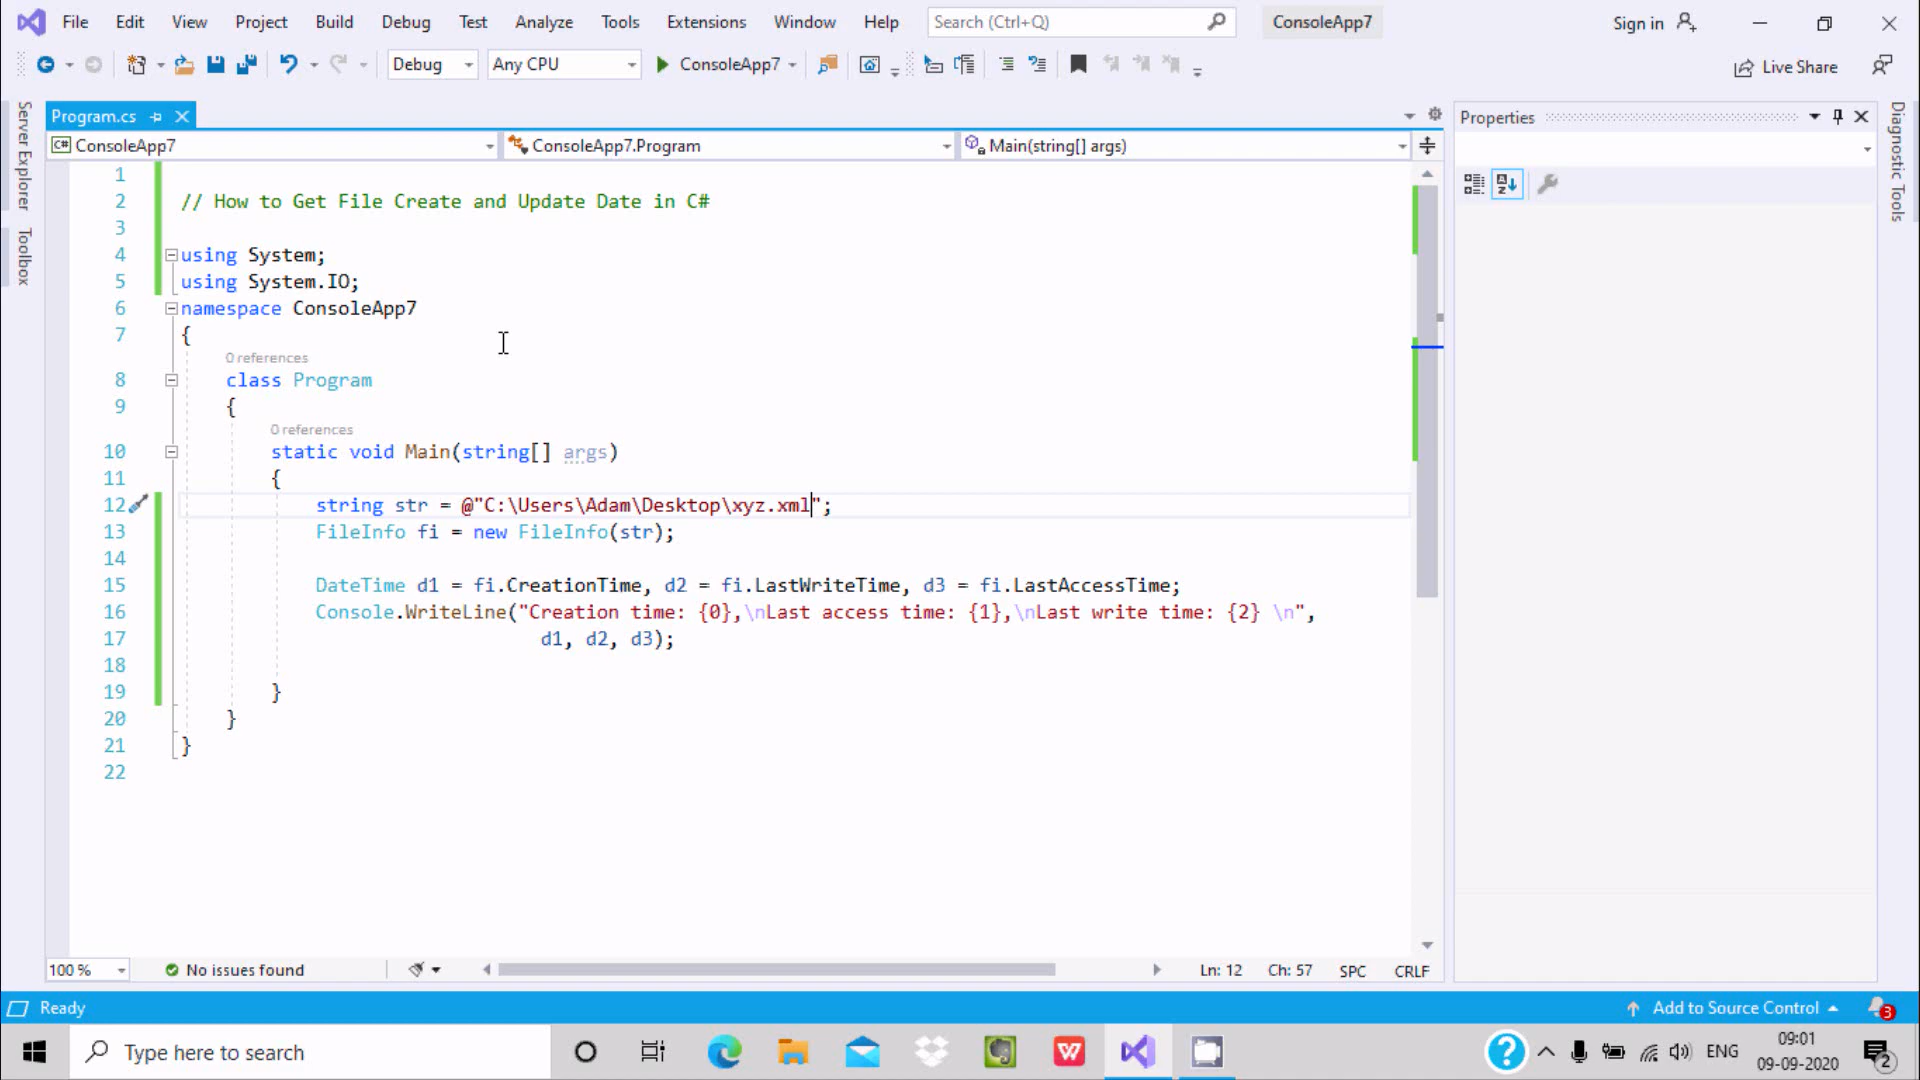 File Edit View Project Build Debug Test Analyze Tools Extensions Window Help Search (Ctrl+Q) ConsoleApp7 Sign in
Debug Any CPU ConsoleApp7 Live Share
Server Explorer
Toolbox
Program.cs
C# ConsoleApp7 ConsoleApp7.Program Main(string[] args)
1
2 // How to Get File Create and Update Date in C#
3
4 using System;
5 using System.IO;
6 namespace ConsoleApp7
7 {
0 references
8 class Program
9 {
0 references
10 static void Main(string[] args)
11 {
12 string str = @"C:\Users\Adam\Desktop\xyz.xml";
13 FileInfo fi = new FileInfo(str);
14
15 DateTime d1 = fi.CreationTime, d2 = fi.LastWriteTime, d3 = fi.LastAccessTime;
16 Console.WriteLine("Creation time: {0},\nLast access time: {1},\nLast write time: {2} \n",
17 d1, d2, d3);
18
19 }
20 }
21 }
22
Properties
Diagnostic Tools
100 % No issues found Ln: 12 Ch: 57 SPC CRLF
Ready Add to Source Control 3
Type here to search ENG 09:01
09-09-2020 2